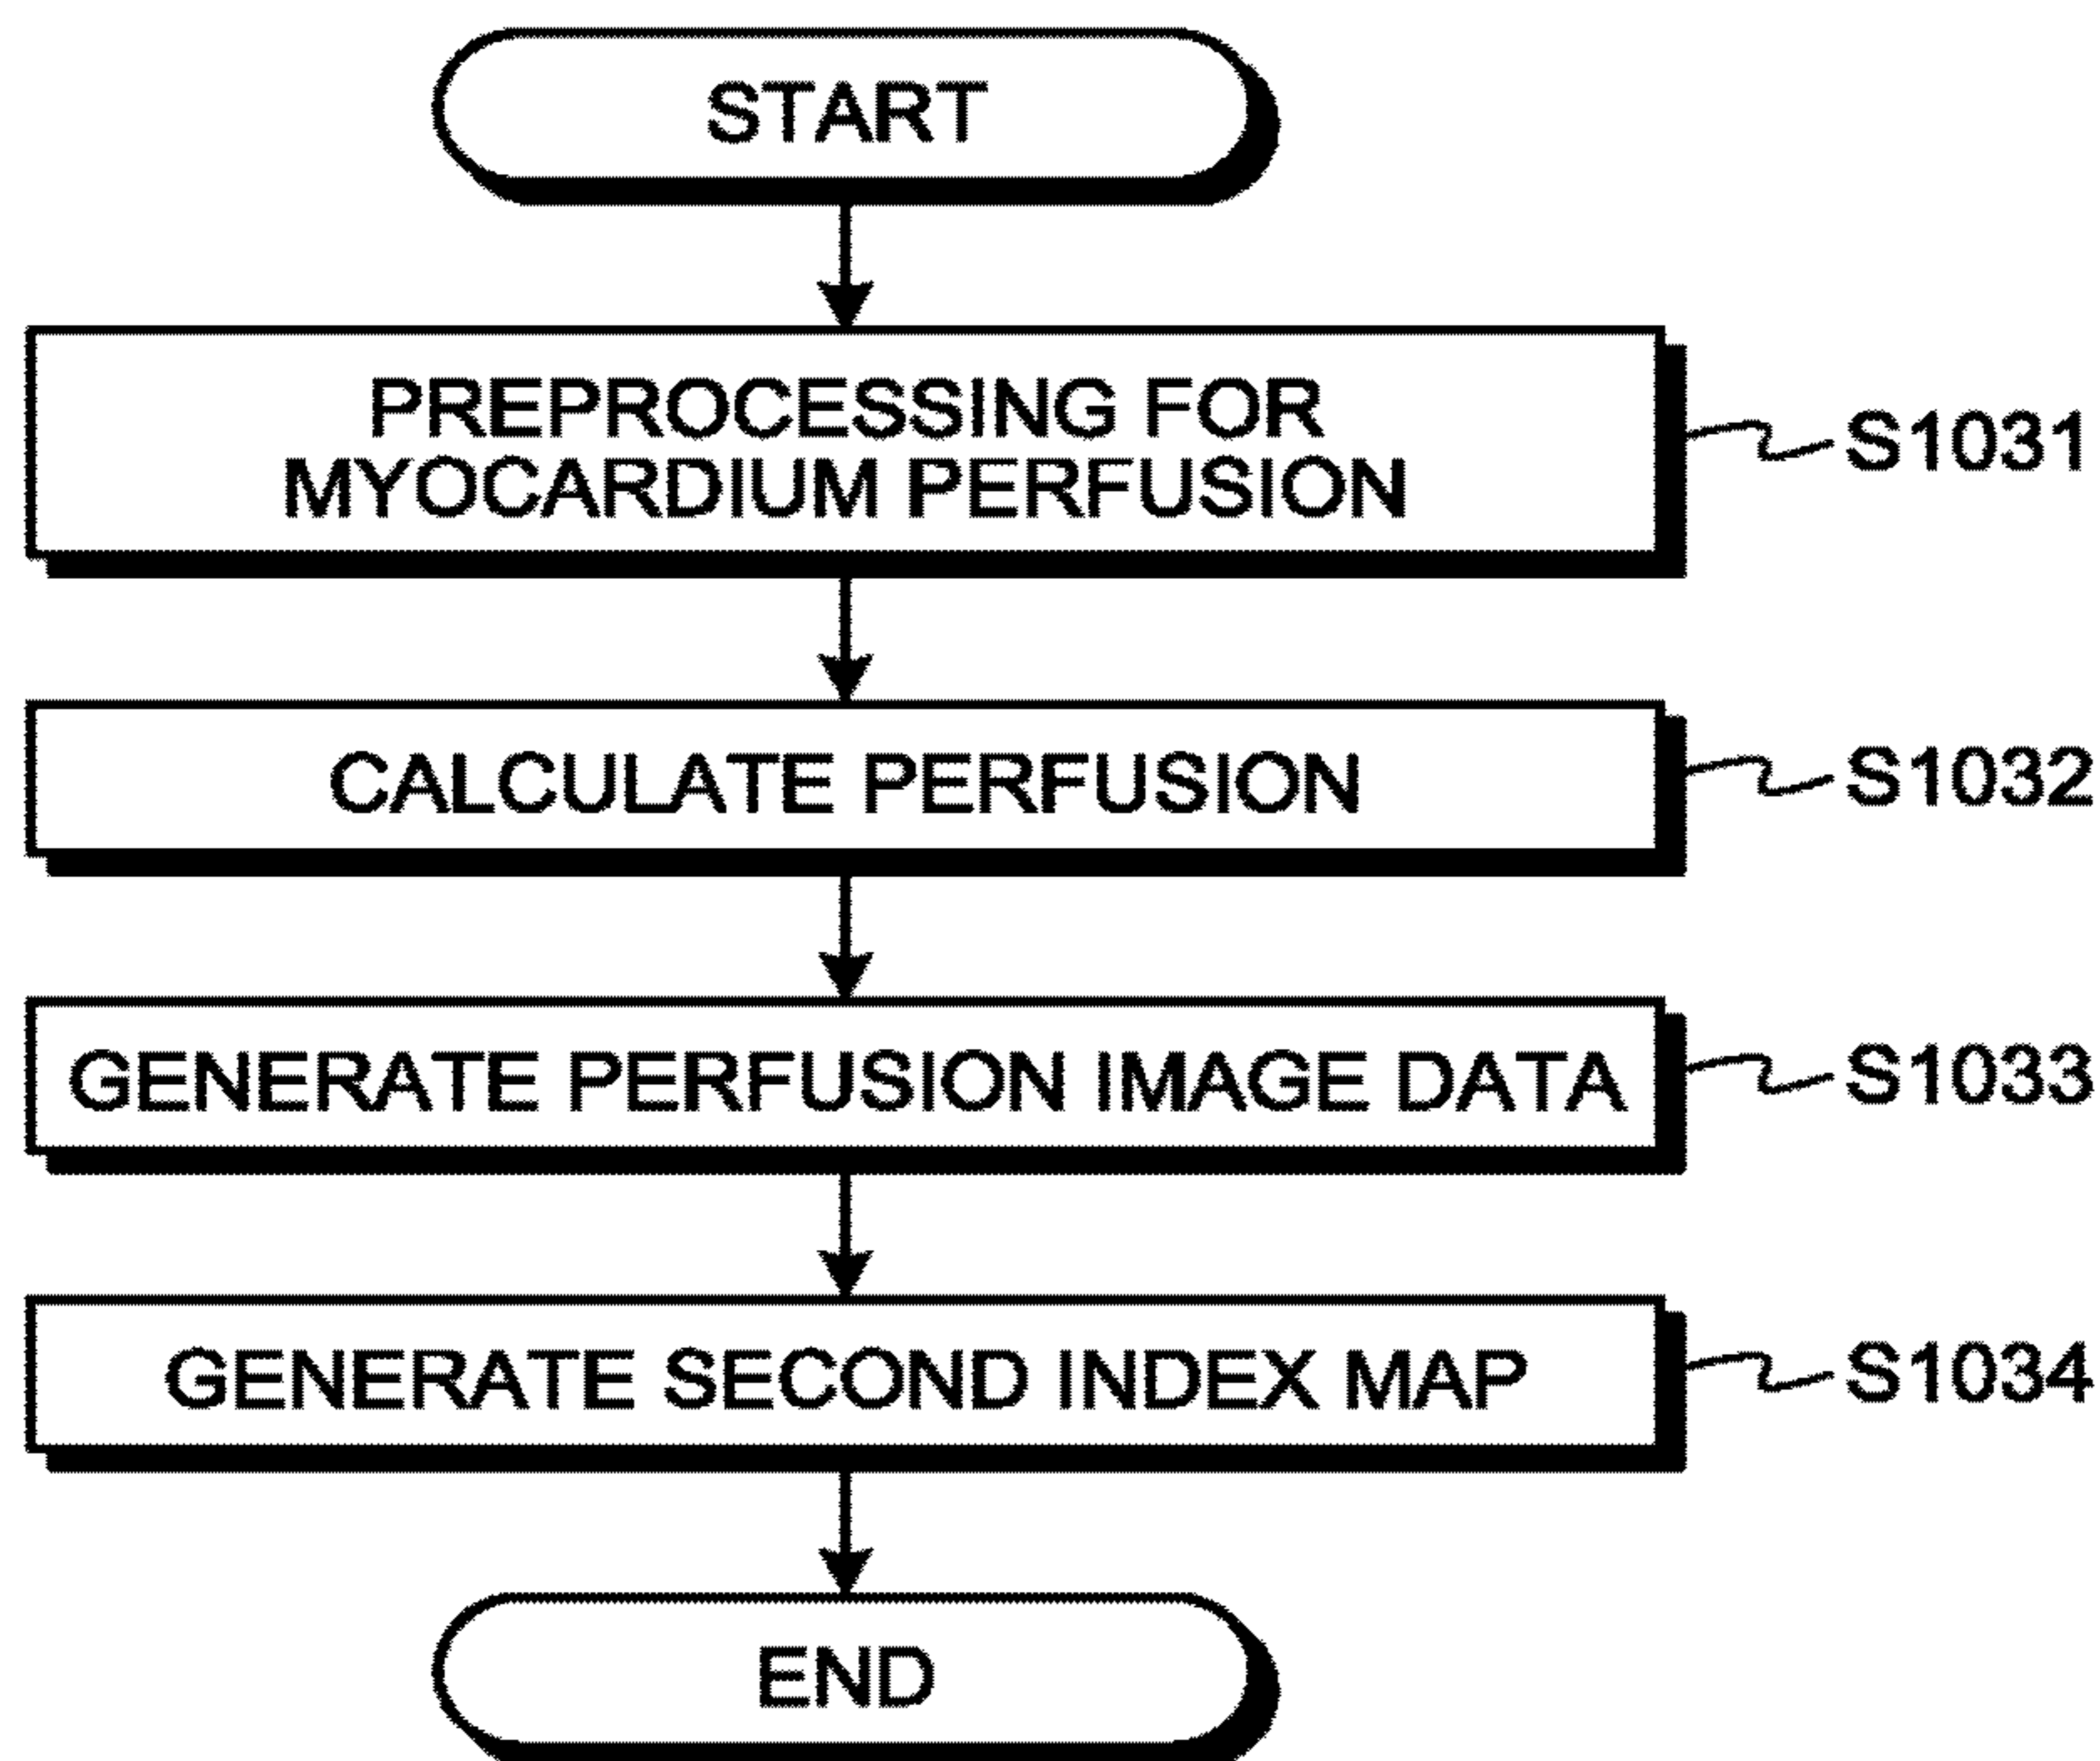 START
PREPROCESSING FOR
MYOCARDIUM PERFUSION
S1031
CALCULATE PERFUSION
S1032
GENERATE PERFUSION IMAGE DATA
S1033
GENERATE SECOND INDEX MAP
S1034
END